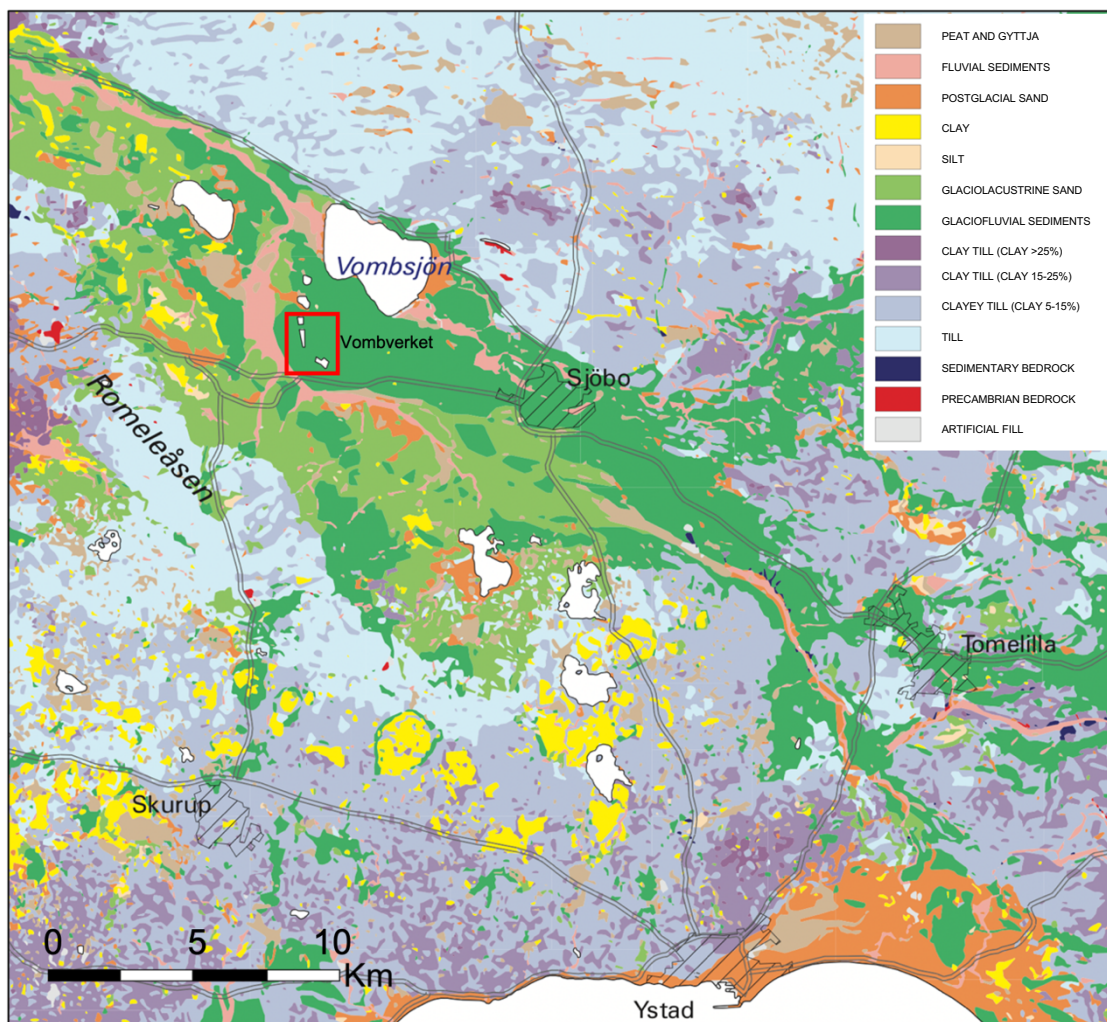 PEAT AND GYTTJA
FLUVIAL SEDIMENTS
POSTGLACIAL SAND
CLAY
SILT
GLACIOLACUSTRINE SAND
GLACIOFLUVIAL SEDIMENTS
CLAY TILL (CLAY >25%)
CLAY TILL (CLAY 15-25%)
CLAYEY TILL (CLAY 5-15%)
TILL
SEDIMENTARY BEDROCK
PRECAMBRIAN BEDROCK
ARTIFICIAL FILL
Vombsjön
Vombverket
Sjöbo
Romeleåsen
Tomelilla
Skurup
0 5 10
Km
Ystad